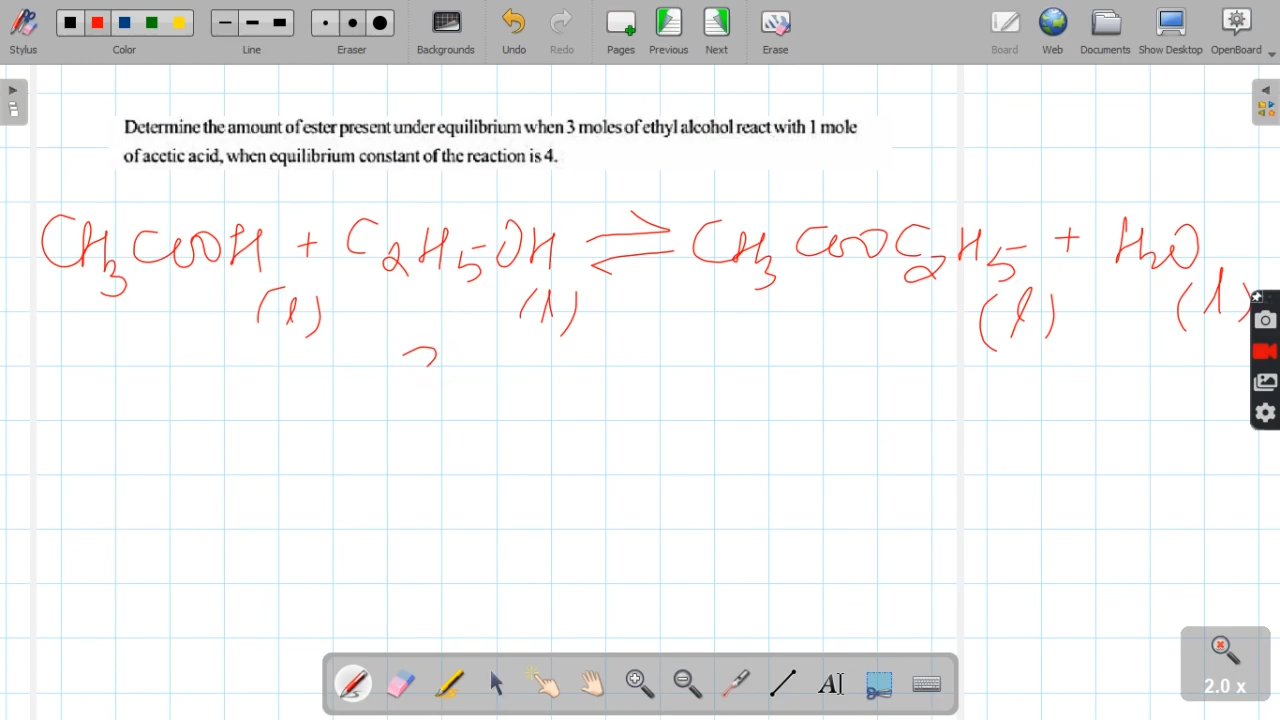 Stylus Color Line Eraser Backgrounds Undo Redo Pages Previous Next Erase Board Web Documents Show Desktop OpenBoard
Determine the amount of ester present under equilibrium when 3 moles of ethyl alcohol react with 1 mole
of acetic acid, when equilibrium constant of the reaction is 4.
CH3COOH + C2H5OH ⇌ CH3COOC2H5 + H2O
(l) (l) (l) (l)
2.0 x